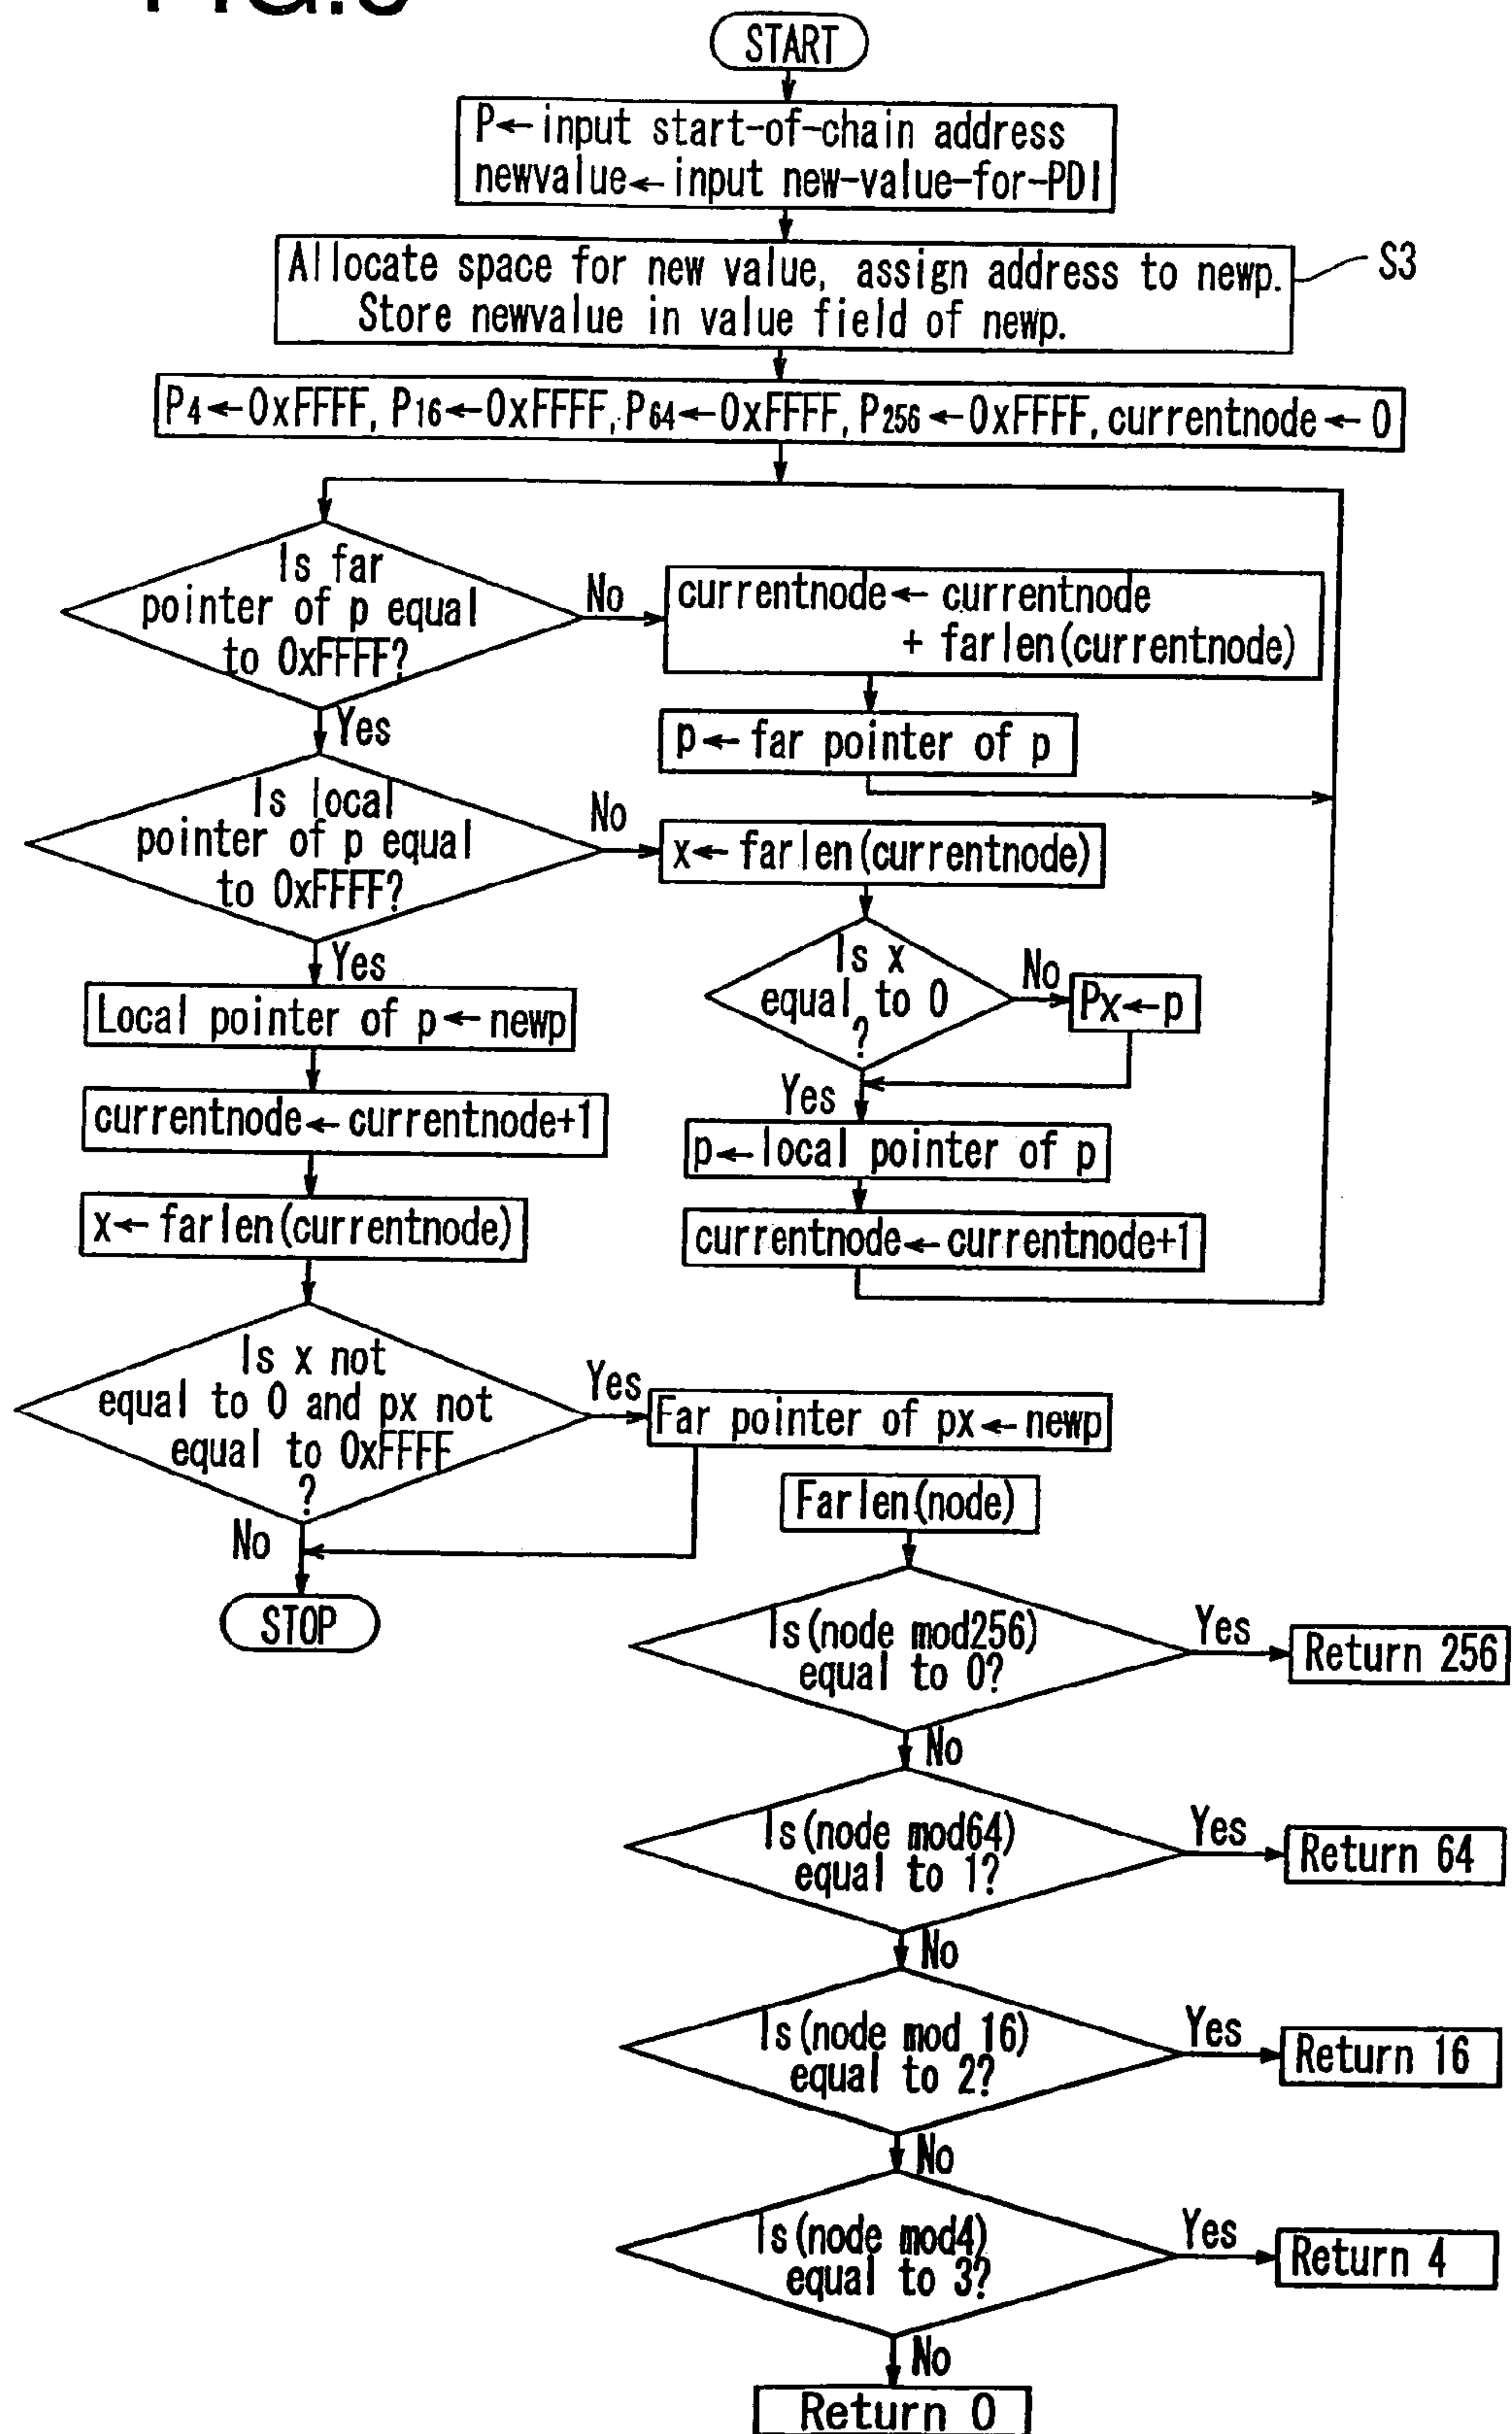 START
P←input start-of-chain address
newvalue←input new-value-for-PDI
Allocate space for new value, assign address to newp.
Store newvalue in value field of newp.
S3
P4←0xFFFF, P16←0xFFFF, P64←0xFFFF, P256←0xFFFF, currentnode←0
Is far
pointer of p equal
to 0xFFFF?
No
currentnode← currentnode
+ farlen(currentnode)
Yes
p←far pointer of p
Is local
pointer of p equal
to 0xFFFF?
No
x←farlen(currentnode)
Yes
Is x
equal to 0
?
No
Px←p
Local pointer of p←newp
Yes
currentnode←currentnode+1
p←local pointer of p
x←farlen(currentnode)
currentnode←currentnode+1
Is x not
equal to 0 and px not
equal to 0xFFFF
?
Yes
Far pointer of px←newp
No
STOP
Farlen(node)
Is(node mod256)
equal to 0?
Yes
Return 256
No
Is(node mod64)
equal to 1?
Yes
Return 64
No
Is(node mod 16)
equal to 2?
Yes
Return 16
No
Is(node mod4)
equal to 3?
Yes
Return 4
No
Return 0